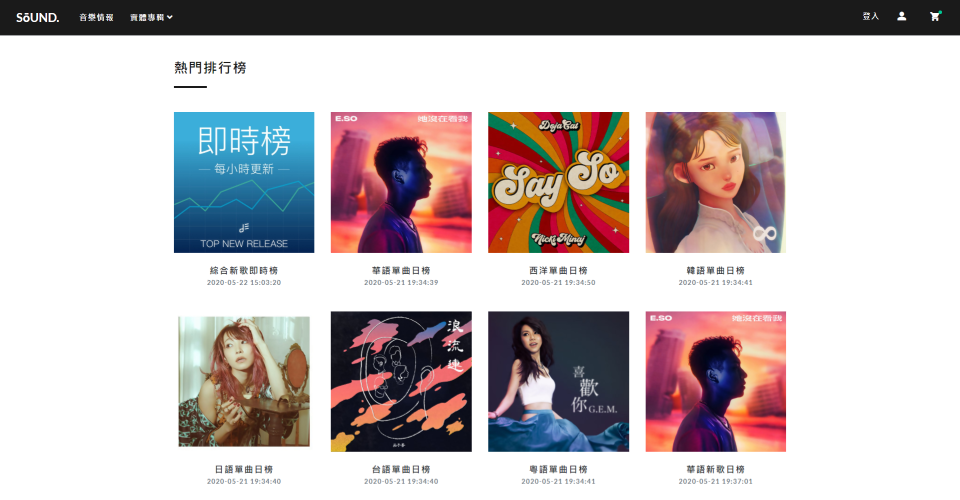 SōUND. 音樂情報 實體專輯 登入
熱門排行榜
即時榜
每小時更新
TOP NEW RELEASE
E.SO 她沒在看我
Doja Cat
Say So
Nicki Minaj
綜合新歌即時榜
2020-05-22 15:03:20
華語單曲日榜
2020-05-21 19:34:39
西洋單曲日榜
2020-05-21 19:34:50
韓語單曲日榜
2020-05-21 19:34:41
浪流連
喜歡你 G.E.M.
E.SO 她沒在看我
日語單曲日榜
2020-05-21 19:34:40
台語單曲日榜
2020-05-21 19:34:40
粵語單曲日榜
2020-05-21 19:34:41
華語新歌日榜
2020-05-21 19:37:01